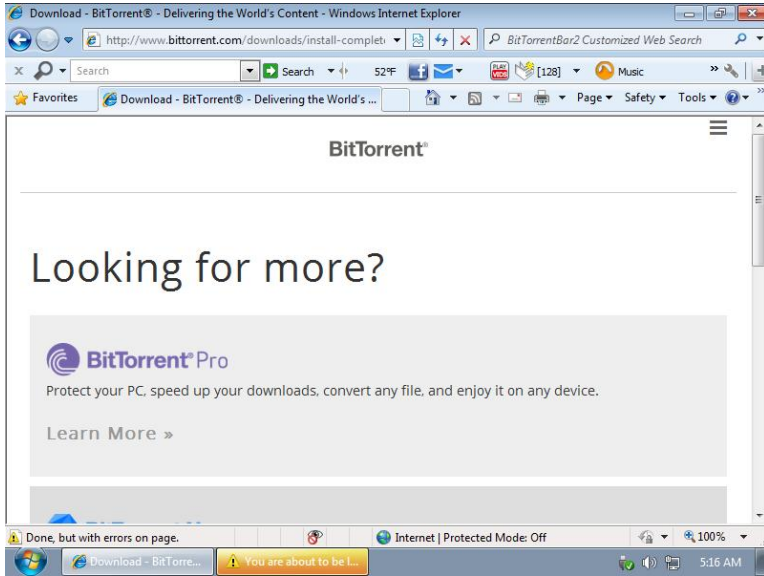 Download - BitTorrent® - Delivering the World's Content - Windows Internet Explorer
http://www.bittorrent.com/downloads/install-complet
BitTorrentBar2 Customized Web Search
x Search Search 52°F f PLAY VIDS [128] Music »
Favorites Download - BitTorrent® - Delivering the World's ... Page Safety Tools »
BitTorrent®
Looking for more?
BitTorrent® Pro
Protect your PC, speed up your downloads, convert any file, and enjoy it on any device.
Learn More »
Done, but with errors on page. Internet | Protected Mode: Off 100%
Download - BitTorre... You are about to be l... 5:16 AM